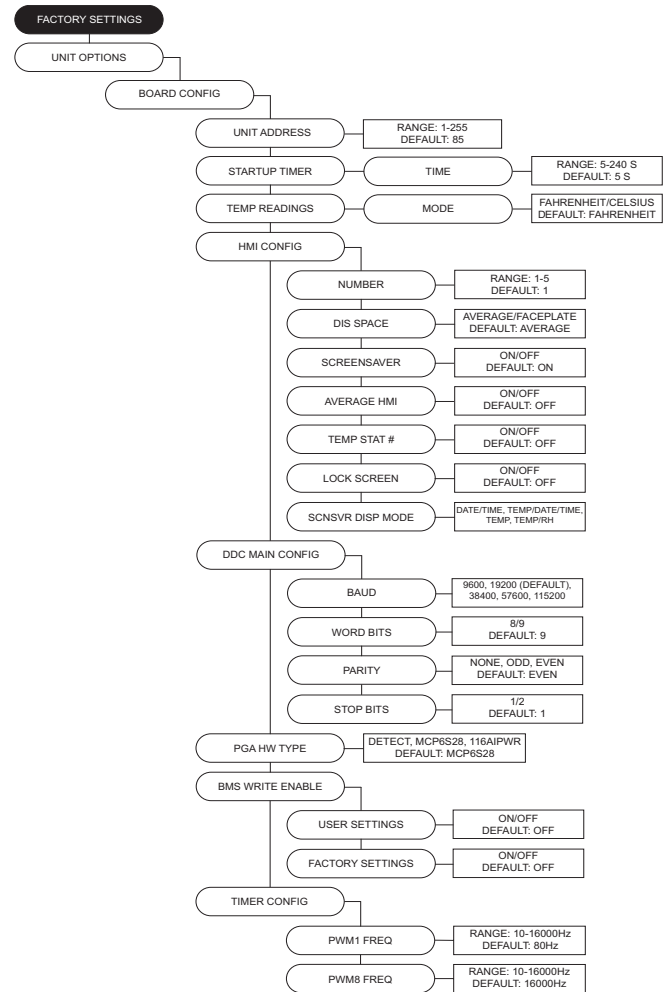 FACTORY SETTINGS
UNIT OPTIONS
BOARD CONFIG
UNIT ADDRESS
RANGE: 1-255
DEFAULT: 85
STARTUP TIMER
TIME
RANGE: 5-240 S
DEFAULT: 5 S
TEMP READINGS
MODE
FAHRENHEIT/CELSIUS
DEFAULT: FAHRENHEIT
HMI CONFIG
NUMBER
RANGE: 1-5
DEFAULT: 1
DIS SPACE
AVERAGE/FACEPLATE
DEFAULT: AVERAGE
SCREENSAVER
ON/OFF
DEFAULT: ON
AVERAGE HMI
ON/OFF
DEFAULT: OFF
TEMP STAT #
ON/OFF
DEFAULT: OFF
LOCK SCREEN
ON/OFF
DEFAULT: OFF
SCNSVR DISP MODE
DATE/TIME, TEMP/DATE/TIME,
TEMP, TEMP/RH
DDC MAIN CONFIG
BAUD
9600, 19200 (DEFAULT),
38400, 57600, 115200
WORD BITS
8/9
DEFAULT: 9
PARITY
NONE, ODD, EVEN
DEFAULT: EVEN
STOP BITS
1/2
DEFAULT: 1
PGA HW TYPE
DETECT, MCP6S28, 116AIPWR
DEFAULT: MCP6S28
BMS WRITE ENABLE
USER SETTINGS
ON/OFF
DEFAULT: OFF
FACTORY SETTINGS
ON/OFF
DEFAULT: OFF
TIMER CONFIG
PWM1 FREQ
RANGE: 10-16000Hz
DEFAULT: 80Hz
PWM8 FREQ
RANGE: 10-16000Hz
DEFAULT: 16000Hz